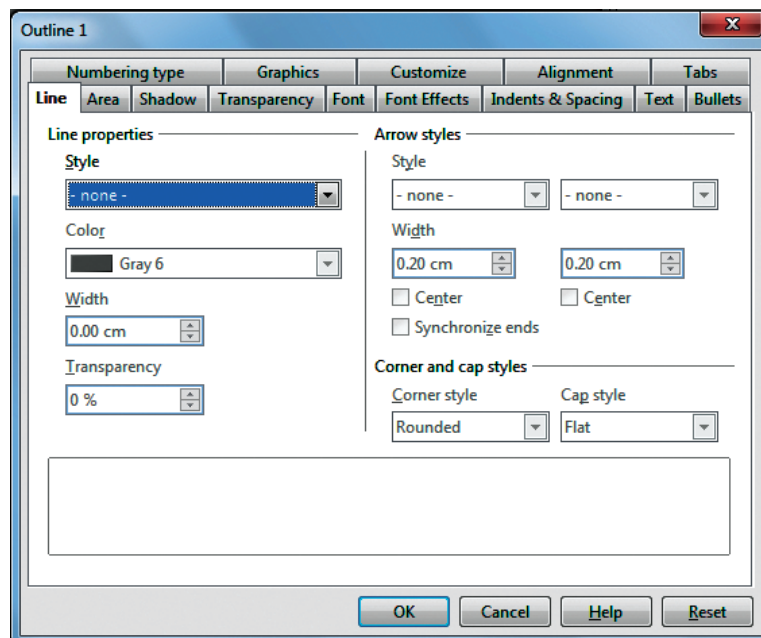 Outline 1
Numbering type Graphics Customize Alignment Tabs
Line Area Shadow Transparency Font Font Effects Indents & Spacing Text Bullets
Line properties
Style
- none -
Color
Gray 6
Width
0.00 cm
Transparency
0 %
Arrow styles
Style
- none - - none -
Width
0.20 cm 0.20 cm
Center Center
Synchronize ends
Corner and cap styles
Corner style Cap style
Rounded Flat
OK Cancel Help Reset